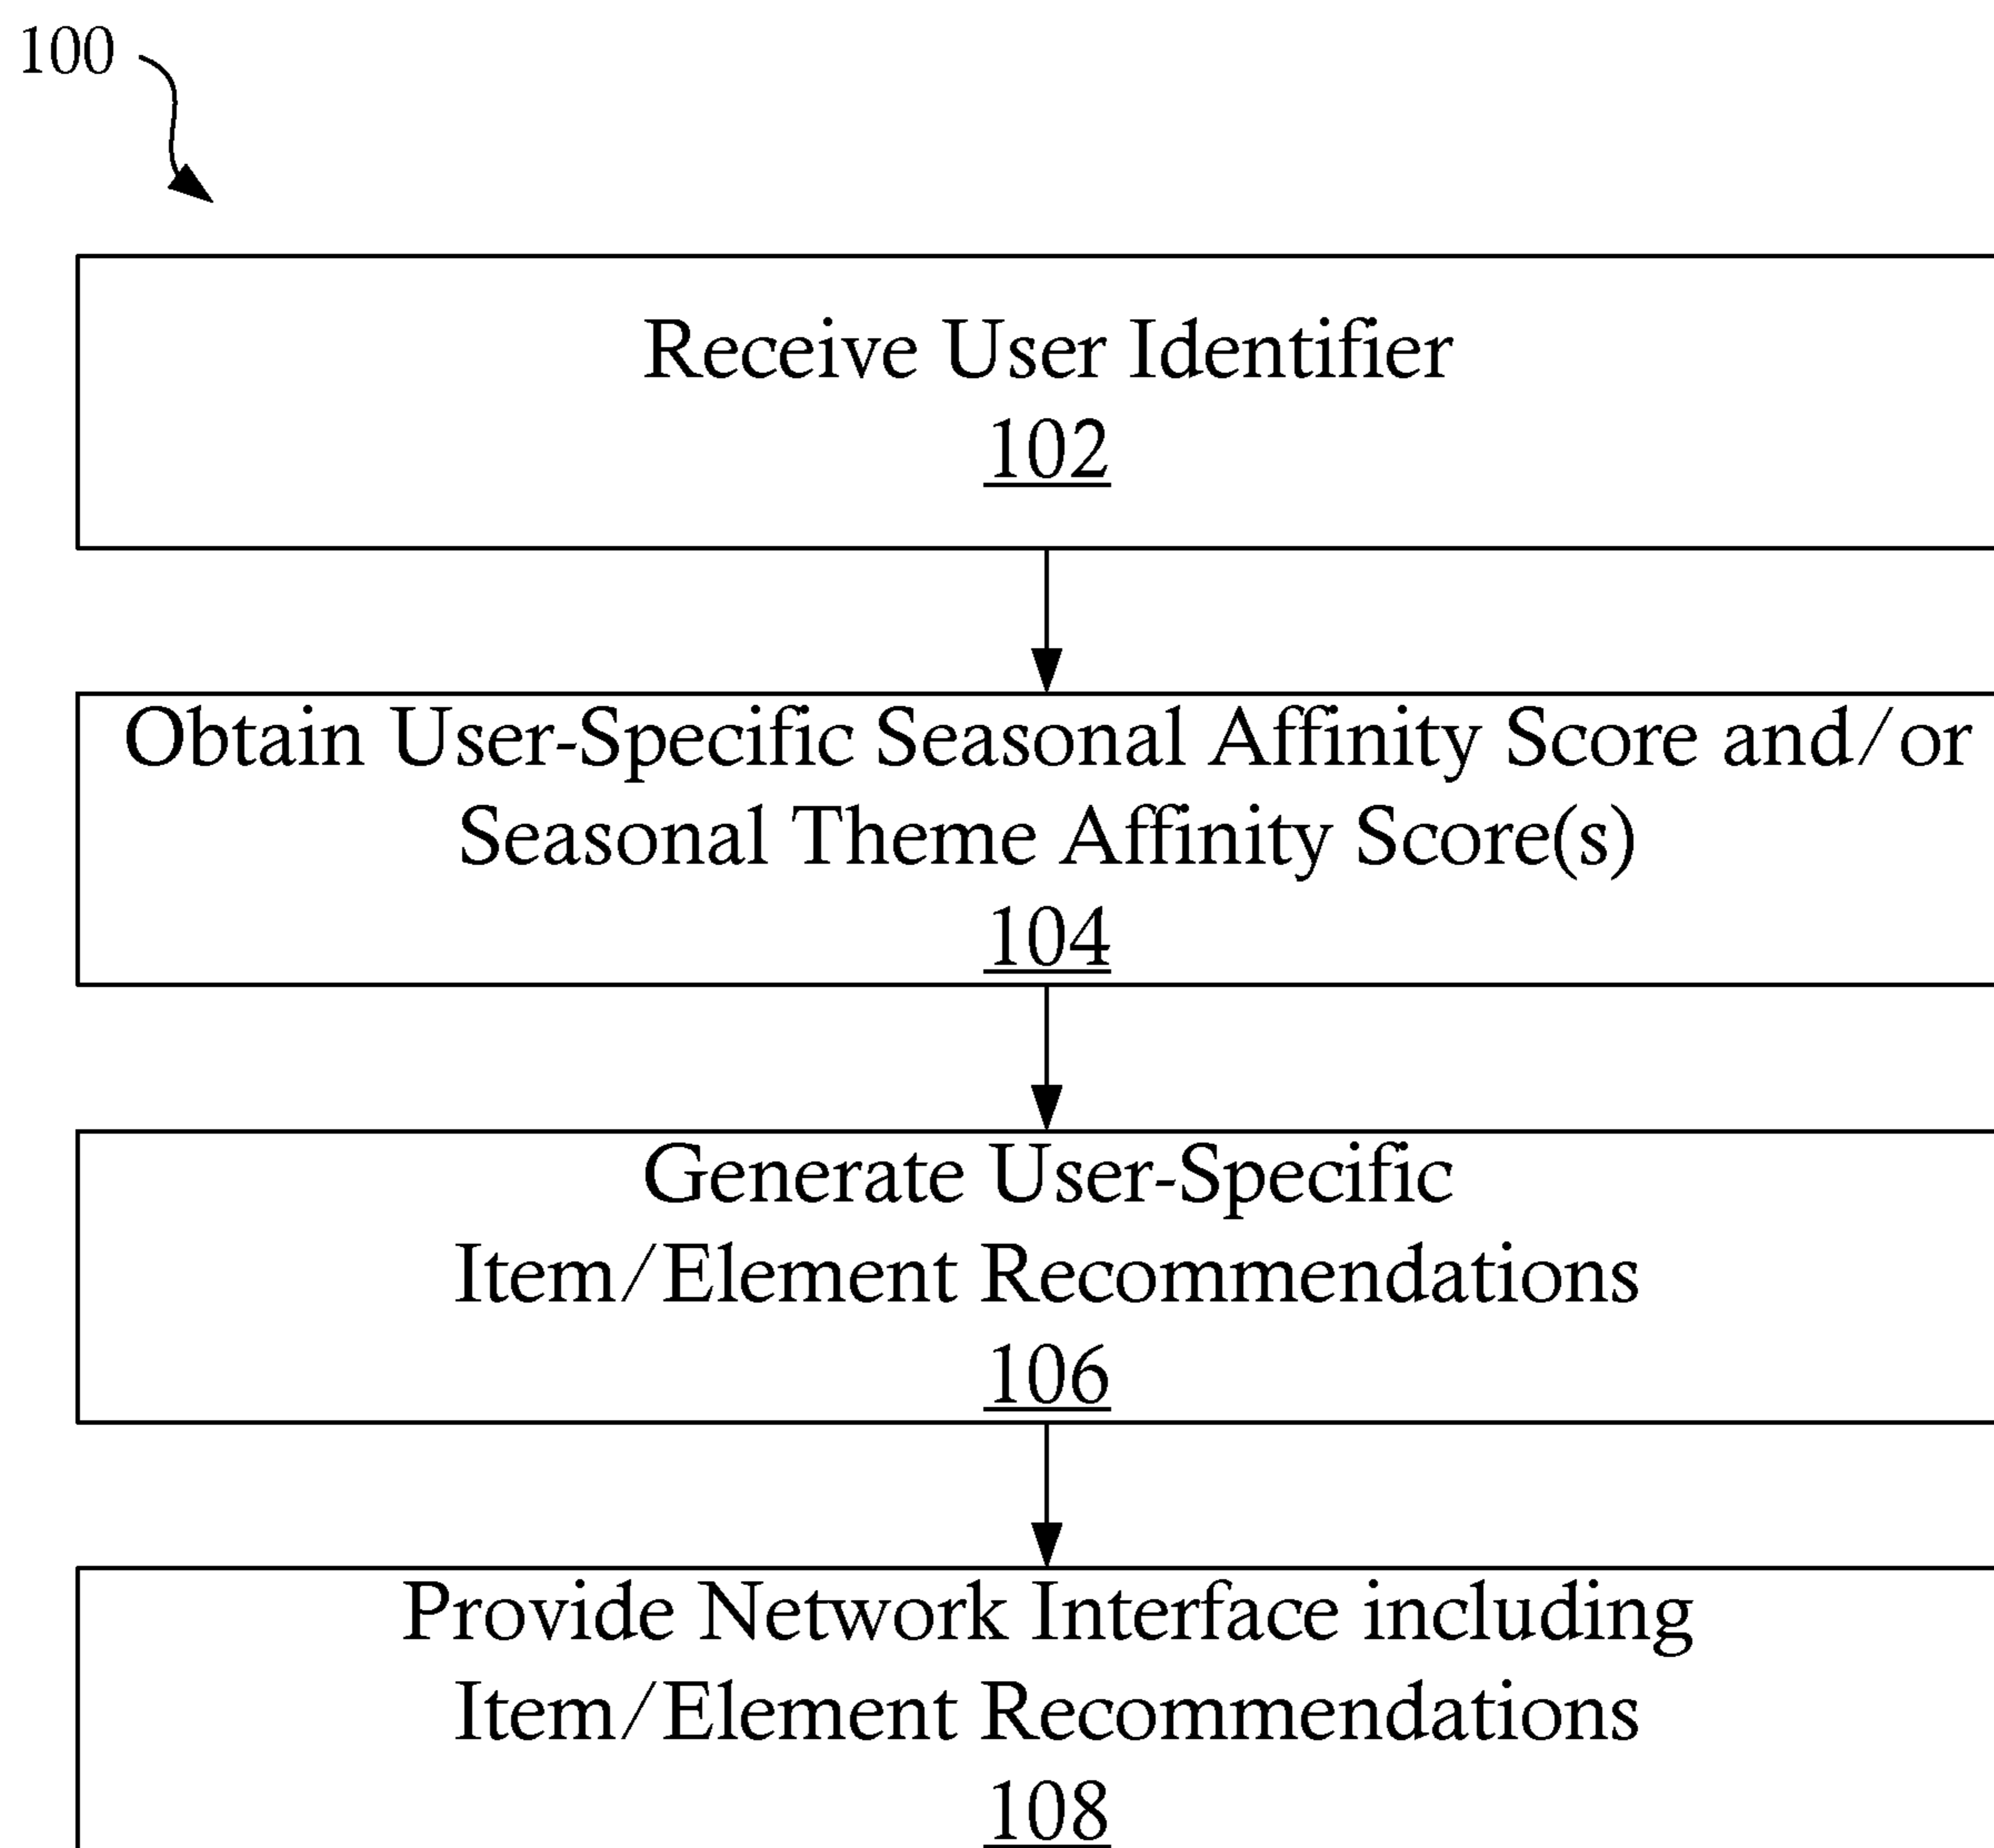 100
Receive User Identifier
102
Obtain User-Specific Seasonal Affinity Score and/or
Seasonal Theme Affinity Score(s)
104
Generate User-Specific
Item/Element Recommendations
106
Provide Network Interface including
Item/Element Recommendations
108